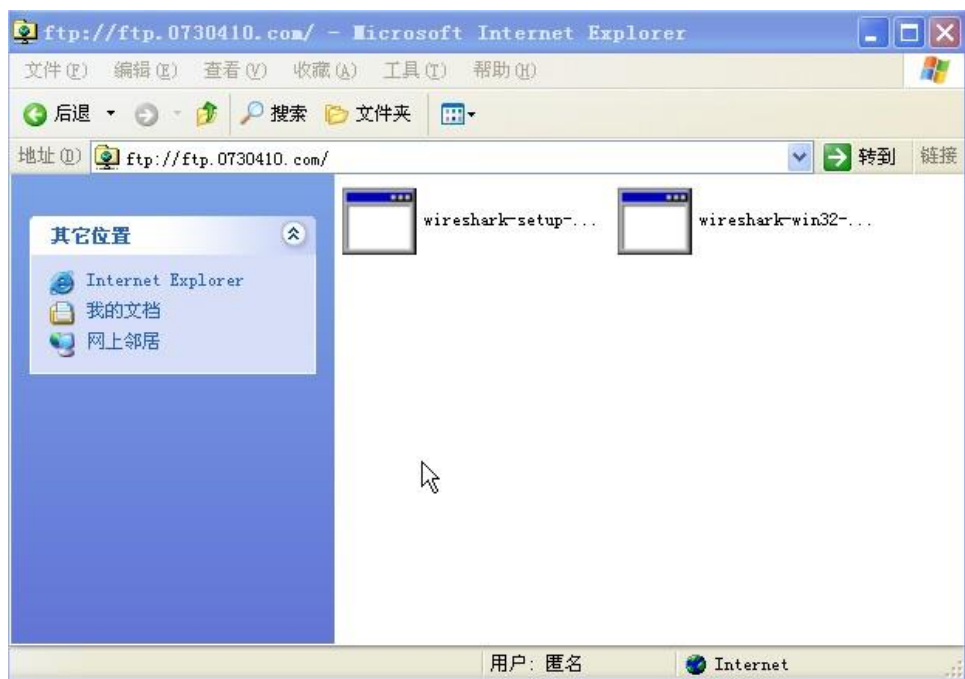 ftp://ftp.0730410.com/ - Microsoft Internet Explorer
文件(F) 编辑(E) 查看(V) 收藏(A) 工具(T) 帮助(H)
后退 搜索 文件夹
地址(D) ftp://ftp.0730410.com/ 转到 链接
其它位置
Internet Explorer
我的文档
网上邻居
wireshark-setup-... wireshark-win32-...
用户: 匿名 Internet